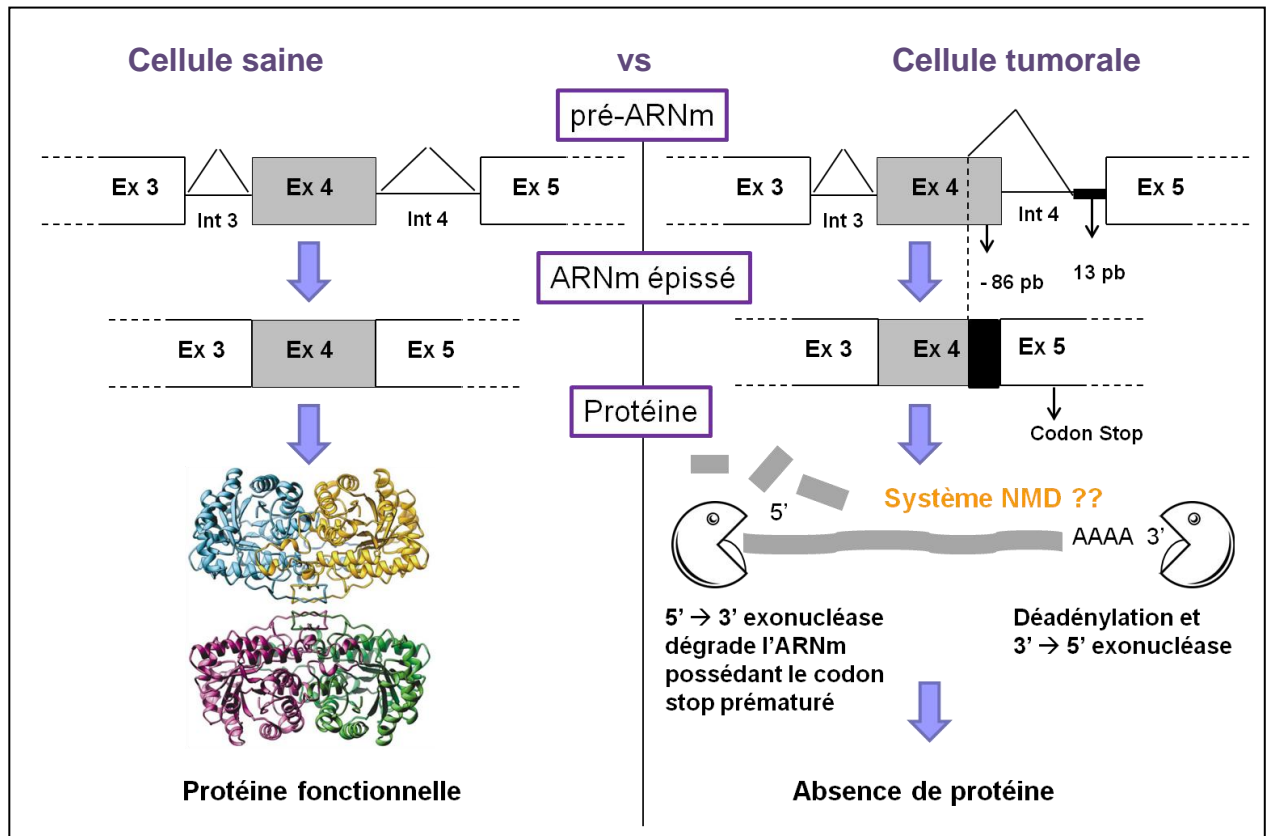 Cellule saine
vs
Cellule tumorale
pré-ARNm
Ex 3
Ex 4
Ex 5
Int 3
Int 4
Ex 3
Ex 4
Ex 5
Int 3
Int 4
- 86 pb
13 pb
ARNm épissé
Ex 3
Ex 4
Ex 5
Ex 3
Ex 4
Ex 5
Codon Stop
Protéine
Système NMD ??
5’
AAAA
3’
5’ → 3’ exonucléase
dégrade l’ARNm
possédant le codon
stop prématuré
Déadénylation et
3’ → 5’ exonucléase
Protéine fonctionnelle
Absence de protéine